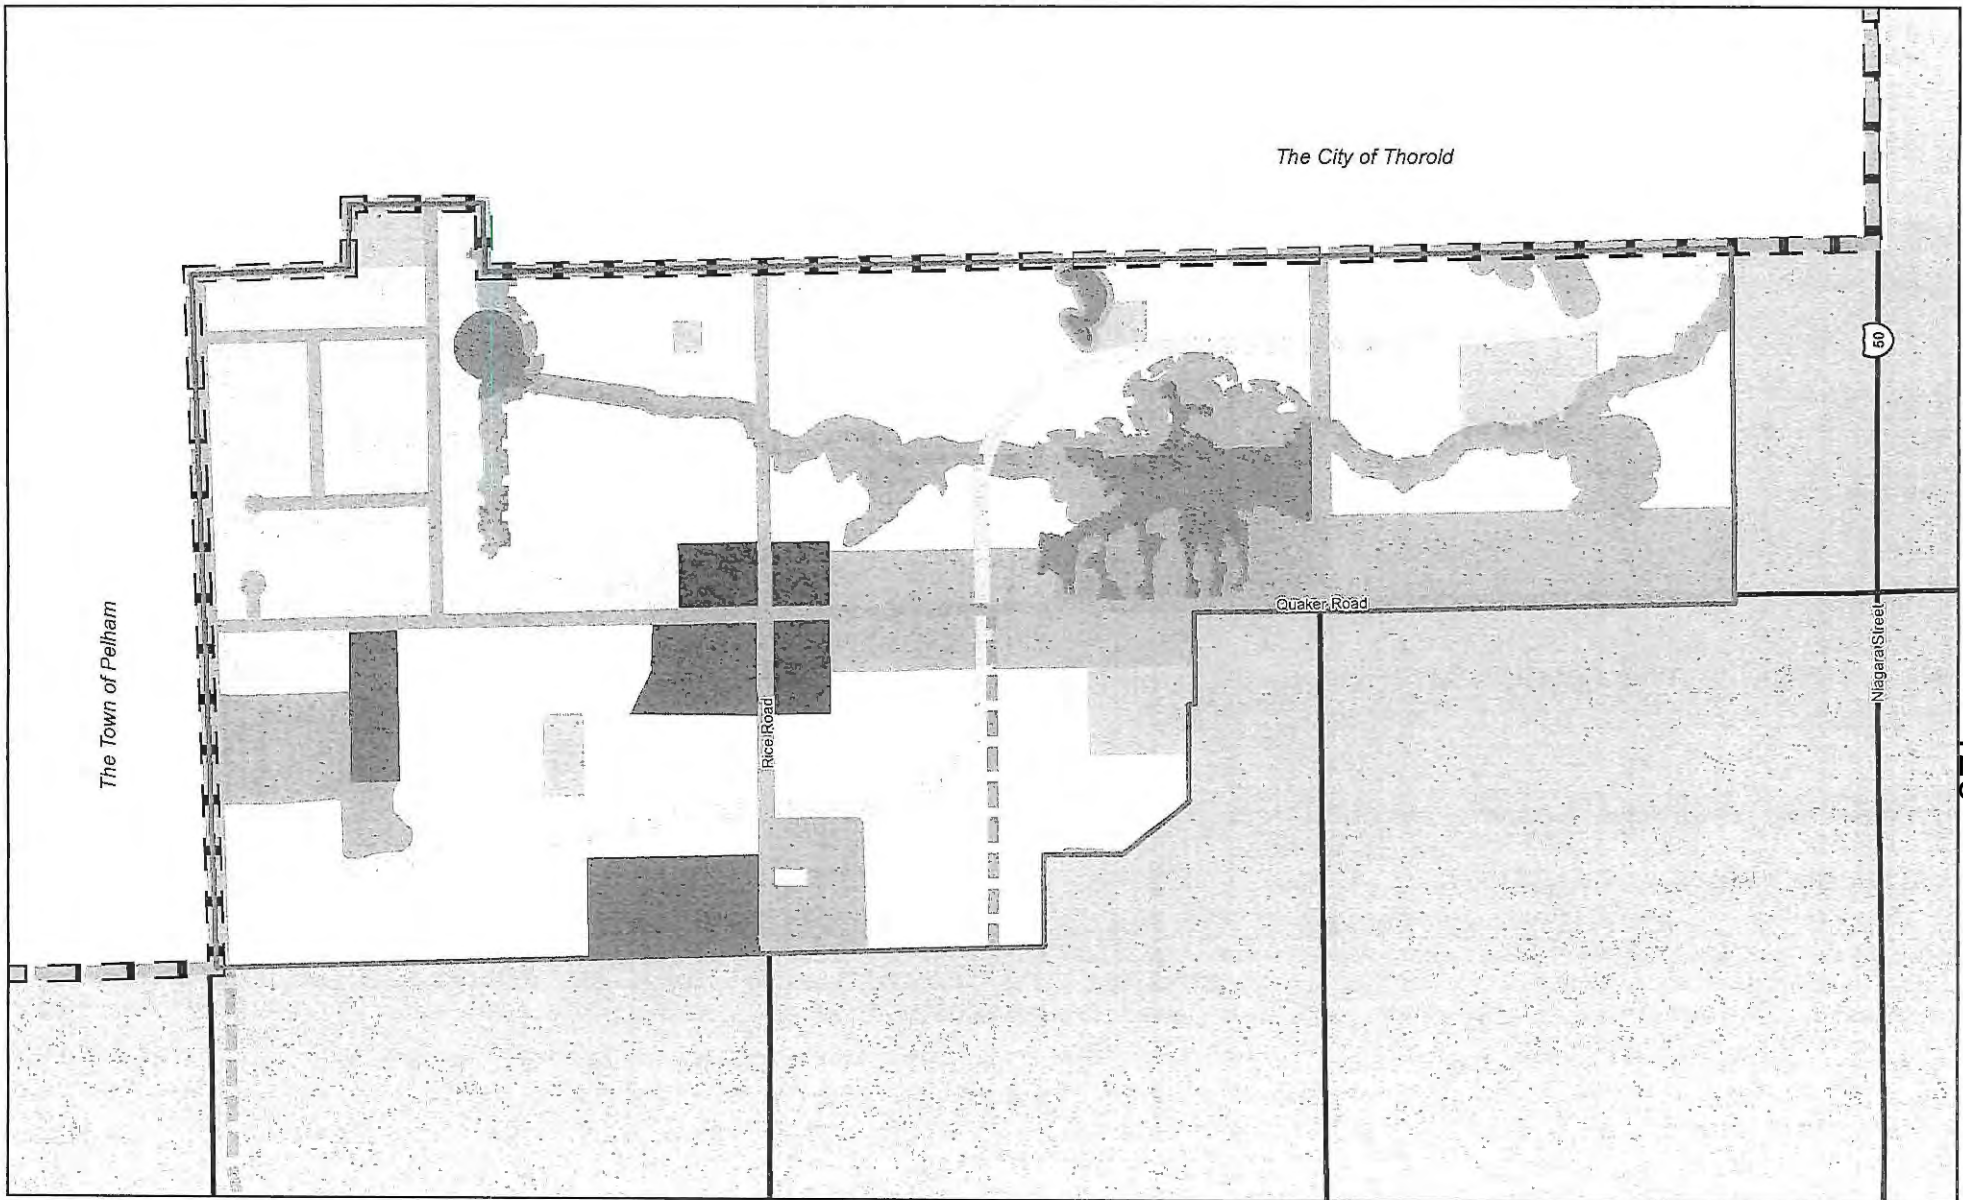 The City of Thorold
50
The Town of Pelham
Quaker Road
Niagara Street
Rice Road